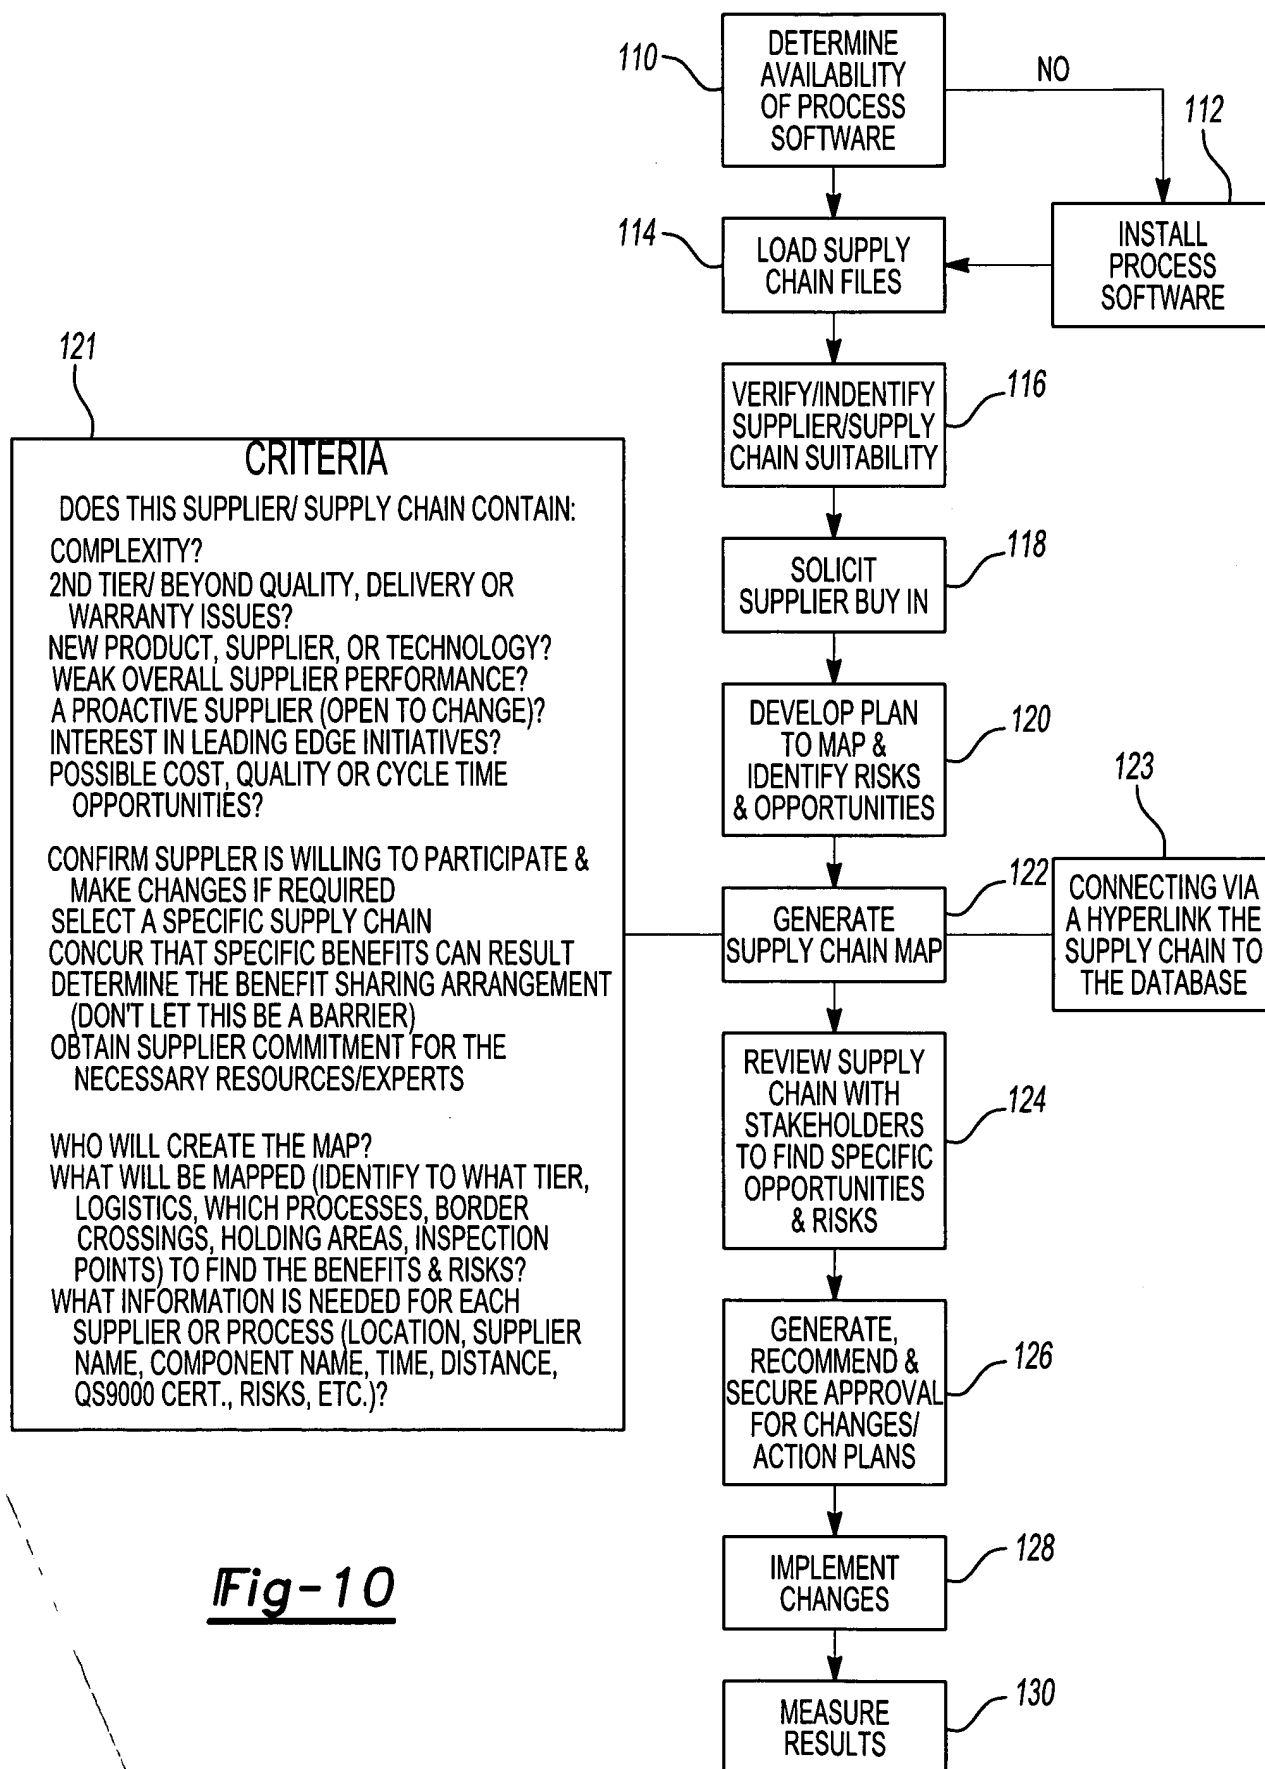 110
DETERMINE
AVAILABILITY
OF PROCESS
SOFTWARE
NO
112
INSTALL
PROCESS
SOFTWARE
114
LOAD SUPPLY
CHAIN FILES
116
VERIFY/INDENTIFY
SUPPLIER/SUPPLY
CHAIN SUITABILITY
118
SOLICIT
SUPPLIER BUY IN
120
DEVELOP PLAN
TO MAP &
IDENTIFY RISKS
& OPPORTUNITIES
121
CRITERIA
DOES THIS SUPPLIER/ SUPPLY CHAIN CONTAIN:
COMPLEXITY?
2ND TIER/ BEYOND QUALITY, DELIVERY OR
WARRANTY ISSUES?
NEW PRODUCT, SUPPLIER, OR TECHNOLOGY?
WEAK OVERALL SUPPLIER PERFORMANCE?
A PROACTIVE SUPPLIER (OPEN TO CHANGE)?
INTEREST IN LEADING EDGE INITIATIVES?
POSSIBLE COST, QUALITY OR CYCLE TIME
OPPORTUNITIES?
CONFIRM SUPPLER IS WILLING TO PARTICIPATE &
MAKE CHANGES IF REQUIRED
SELECT A SPECIFIC SUPPLY CHAIN
CONCUR THAT SPECIFIC BENEFITS CAN RESULT
DETERMINE THE BENEFIT SHARING ARRANGEMENT
(DON'T LET THIS BE A BARRIER)
OBTAIN SUPPLIER COMMITMENT FOR THE
NECESSARY RESOURCES/EXPERTS
WHO WILL CREATE THE MAP?
WHAT WILL BE MAPPED (IDENTIFY TO WHAT TIER,
LOGISTICS, WHICH PROCESSES, BORDER
CROSSINGS, HOLDING AREAS, INSPECTION
POINTS) TO FIND THE BENEFITS & RISKS?
WHAT INFORMATION IS NEEDED FOR EACH
SUPPLIER OR PROCESS (LOCATION, SUPPLIER
NAME, COMPONENT NAME, TIME, DISTANCE,
QS9000 CERT., RISKS, ETC.)?
122
GENERATE
SUPPLY CHAIN MAP
123
CONNECTING VIA
A HYPERLINK THE
SUPPLY CHAIN TO
THE DATABASE
124
REVIEW SUPPLY
CHAIN WITH
STAKEHOLDERS
TO FIND SPECIFIC
OPPORTUNITIES
& RISKS
126
GENERATE,
RECOMMEND &
SECURE APPROVAL
FOR CHANGES/
ACTION PLANS
128
IMPLEMENT
CHANGES
130
MEASURE
RESULTS
Fig-10